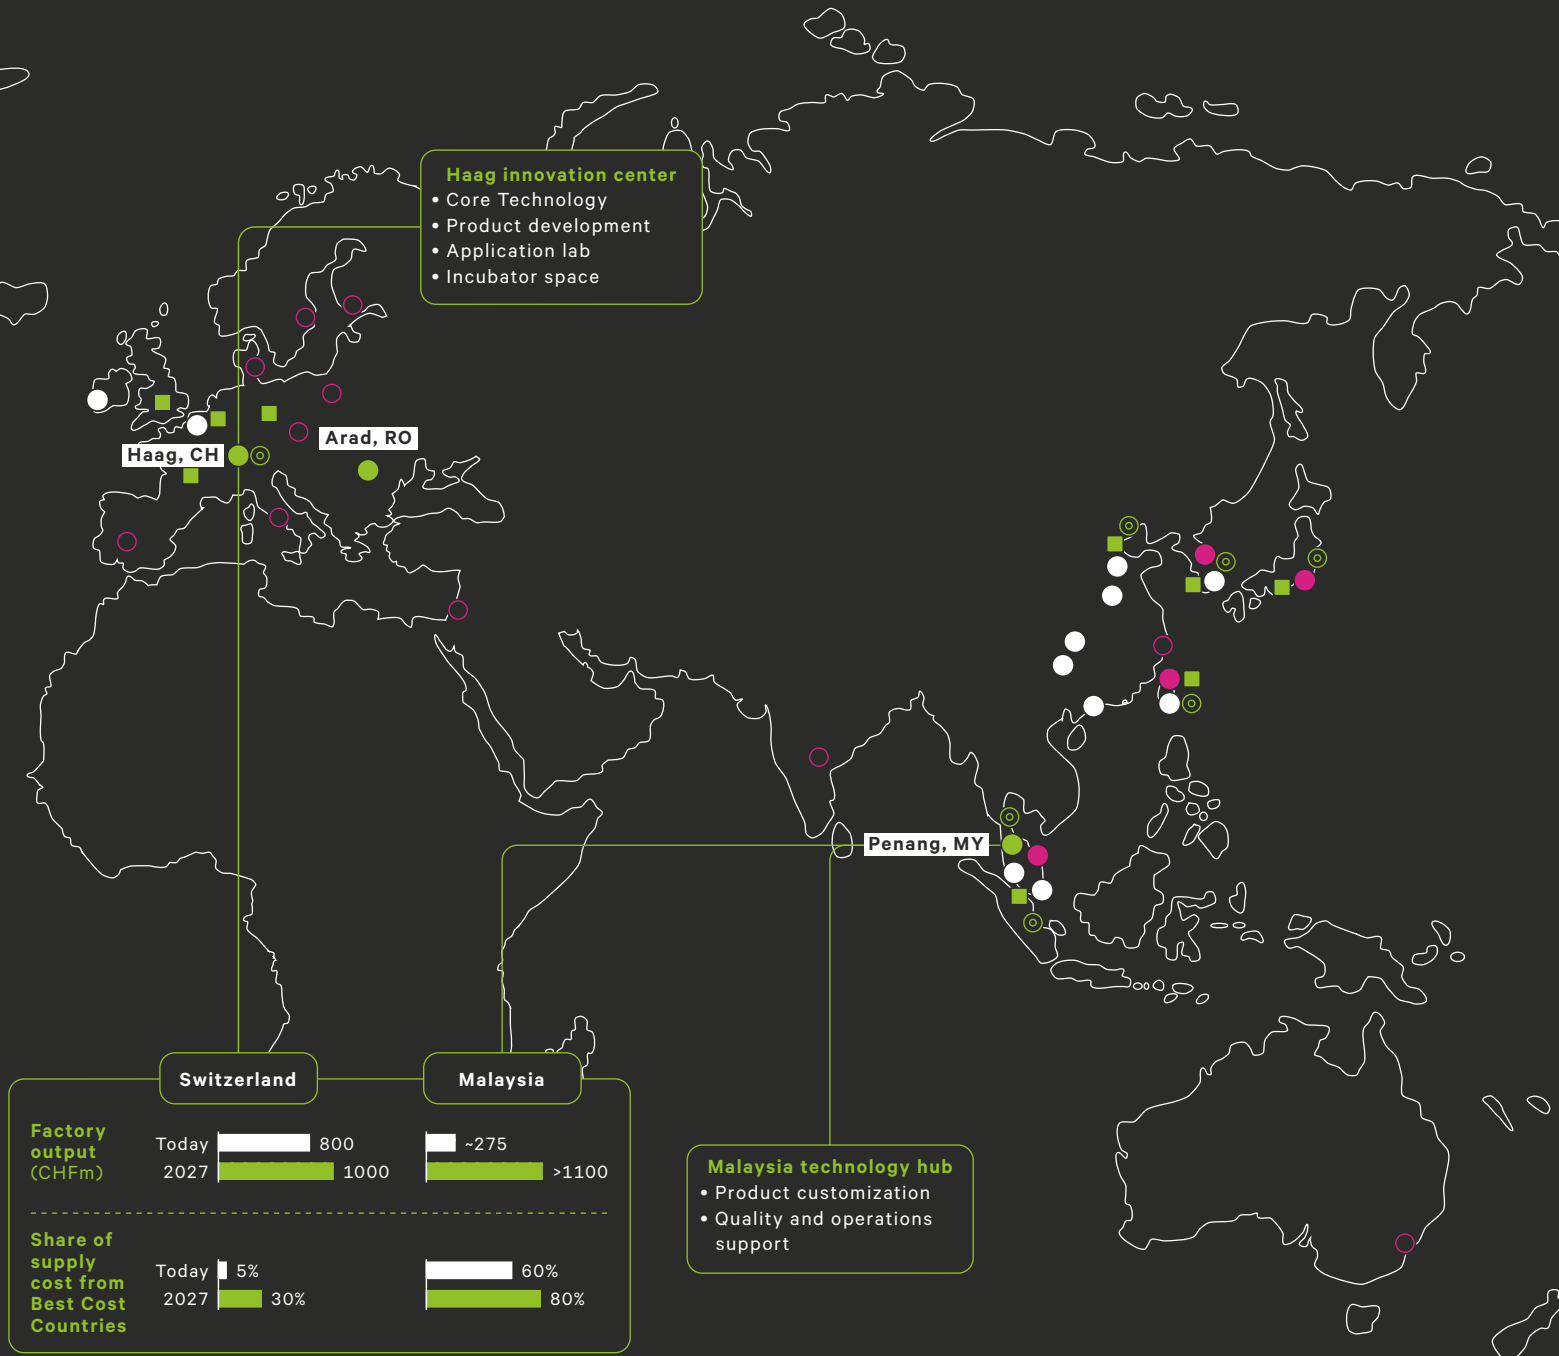 Haag innovation center
• Core Technology
• Product development
• Application lab
• Incubator space
Arad, RO
Haag, CH
Penang, MY
Switzerland
Malaysia
Factory
output
(CHFm)
Today 800
2027 1000
~275
>1100
Share of
supply
cost from
Best Cost
Countries
Today 5%
2027 30%
60%
80%
Malaysia technology hub
• Product customization
• Quality and operations
support